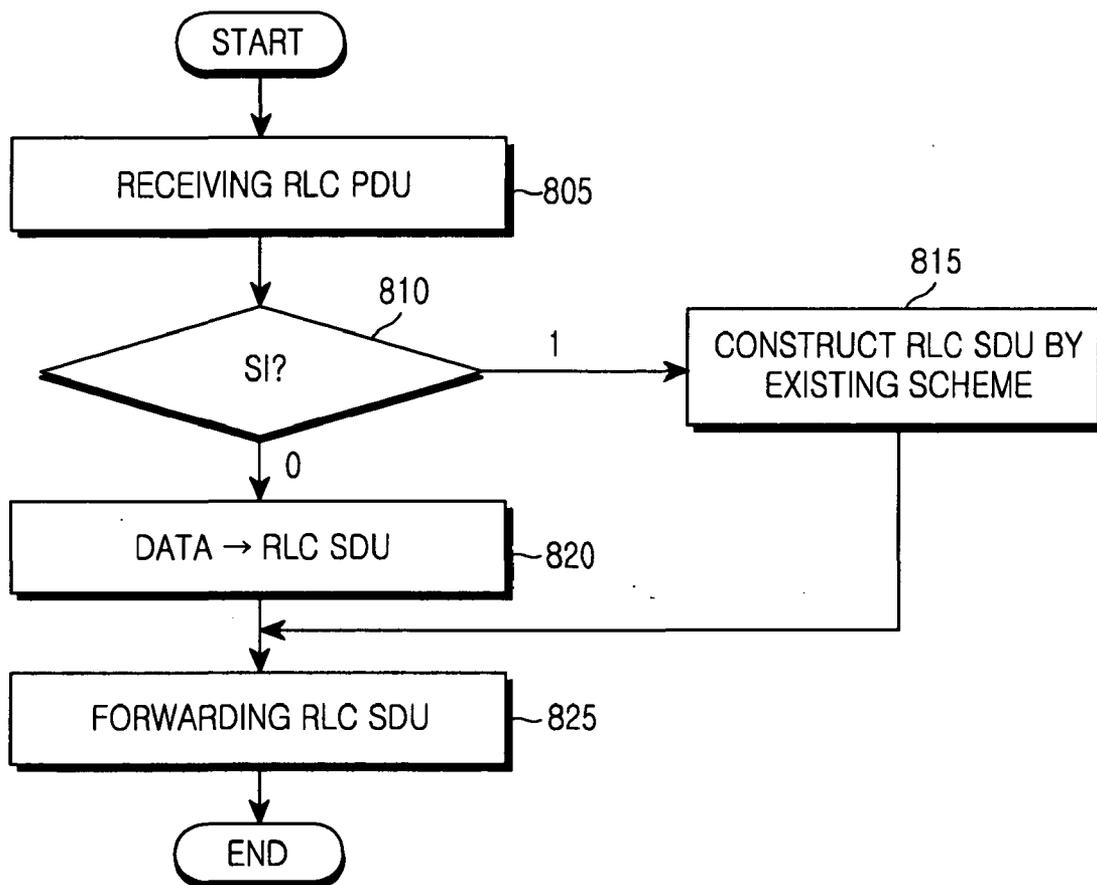 START
RECEIVING RLC PDU
805
810
SI?
1
815
CONSTRUCT RLC SDU BY
EXISTING SCHEME
0
DATA → RLC SDU
820
FORWARDING RLC SDU
825
END